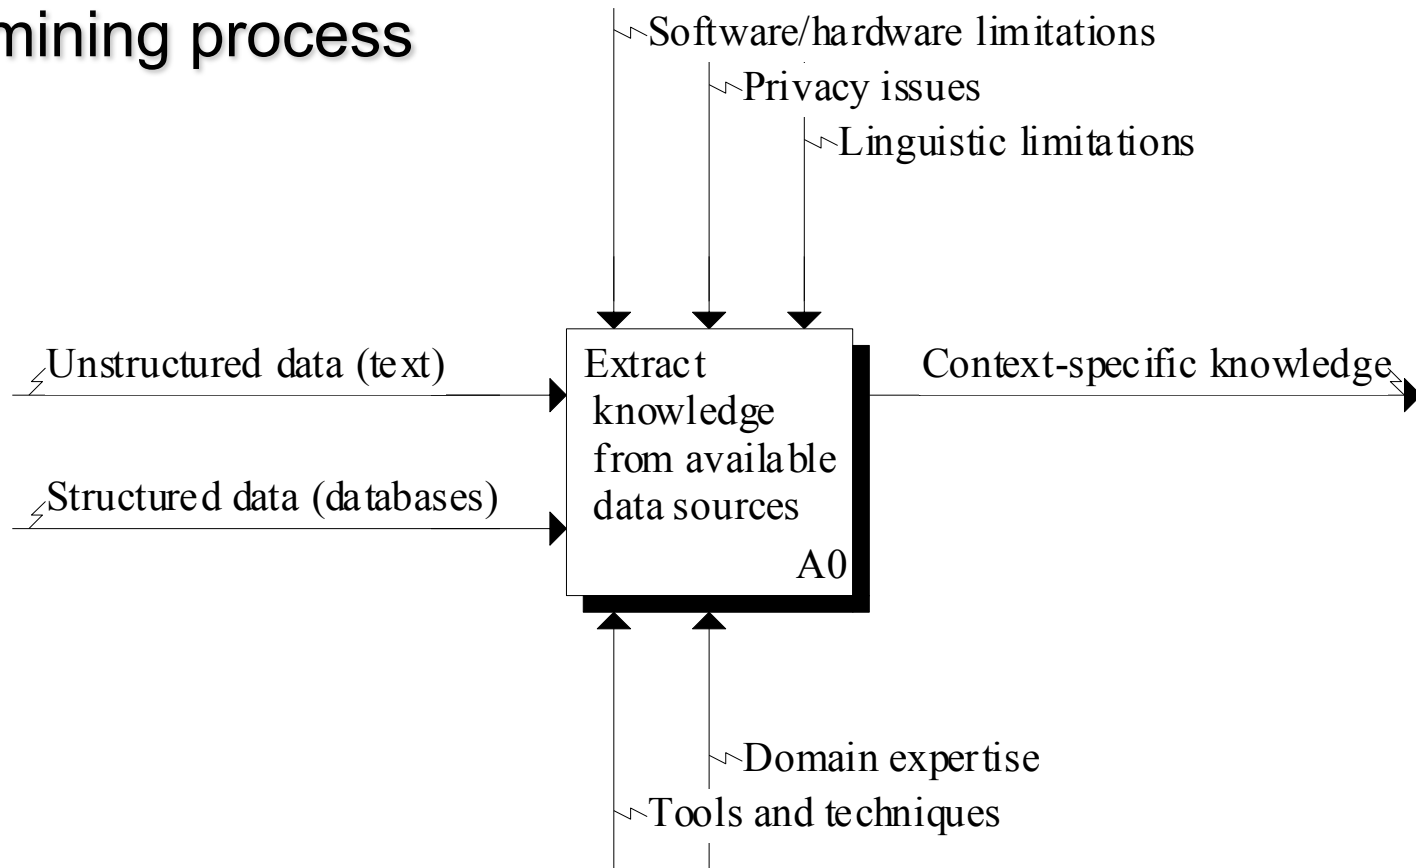 mining process
Software/hardware limitations
Privacy issues
Linguistic limitations
Unstructured data (text)
Extract
knowledge
from available
data sources
A0
Context-specific knowledge
Structured data (databases)
Domain expertise
Tools and techniques